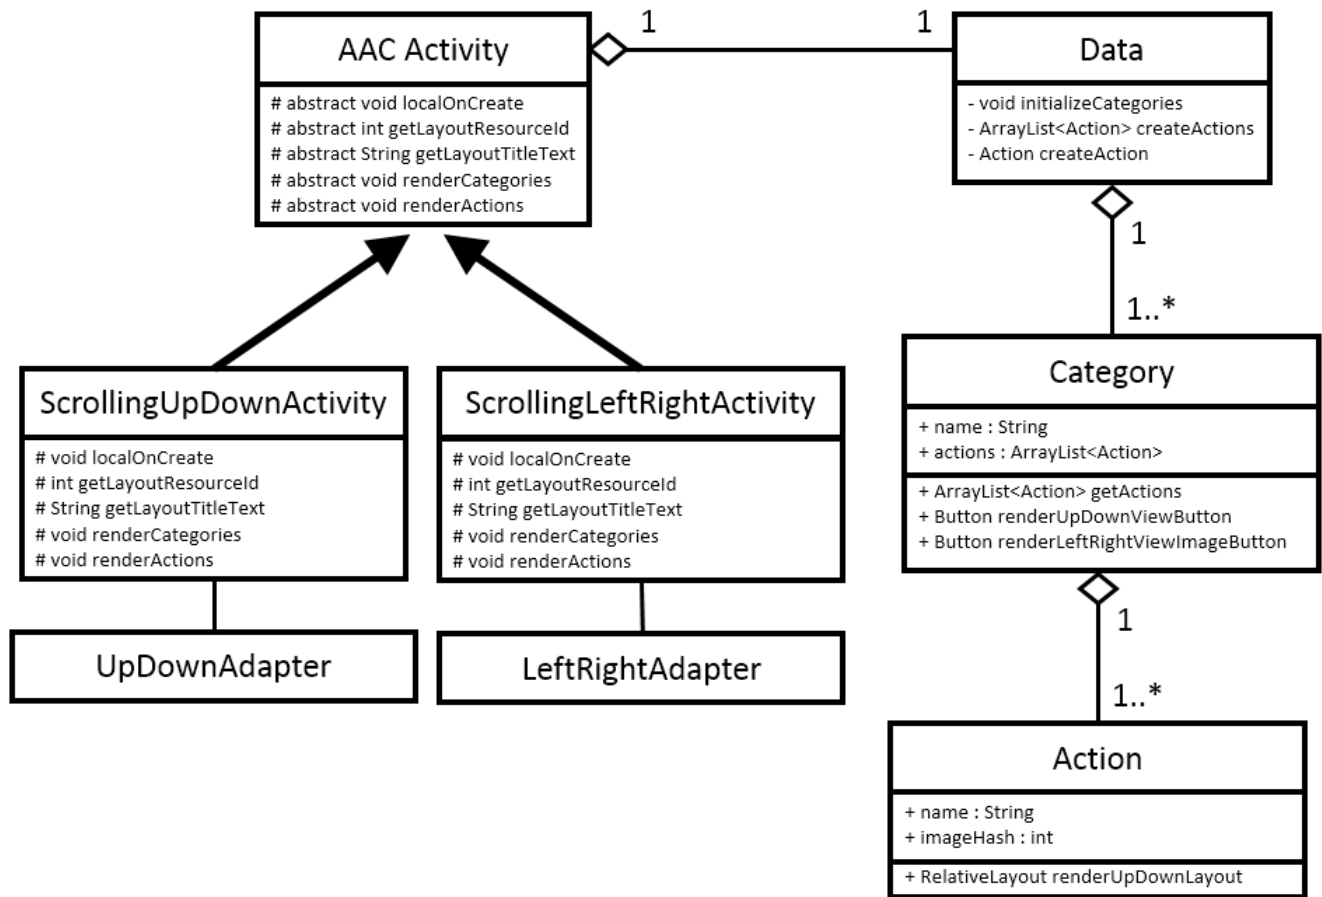 AAC Activity
# abstract void localOnCreate
# abstract int getLayoutResourceId
# abstract String getLayoutTitleText
# abstract void renderCategories
# abstract void renderActions
1
1
Data
- void initializeCategories
- ArrayList<Action> createActions
- Action createAction
1
1..*
ScrollingUpDownActivity
# void localOnCreate
# int getLayoutResourceId
# String getLayoutTitleText
# void renderCategories
# void renderActions
UpDownAdapter
ScrollingLeftRightActivity
# void localOnCreate
# int getLayoutResourceId
# String getLayoutTitleText
# void renderCategories
# void renderActions
LeftRightAdapter
Category
+ name : String
+ actions : ArrayList<Action>
+ ArrayList<Action> getActions
+ Button renderUpDownViewButton
+ Button renderLeftRightViewImageButton
1
1..*
Action
+ name : String
+ imageHash : int
+ RelativeLayout renderUpDownLayout